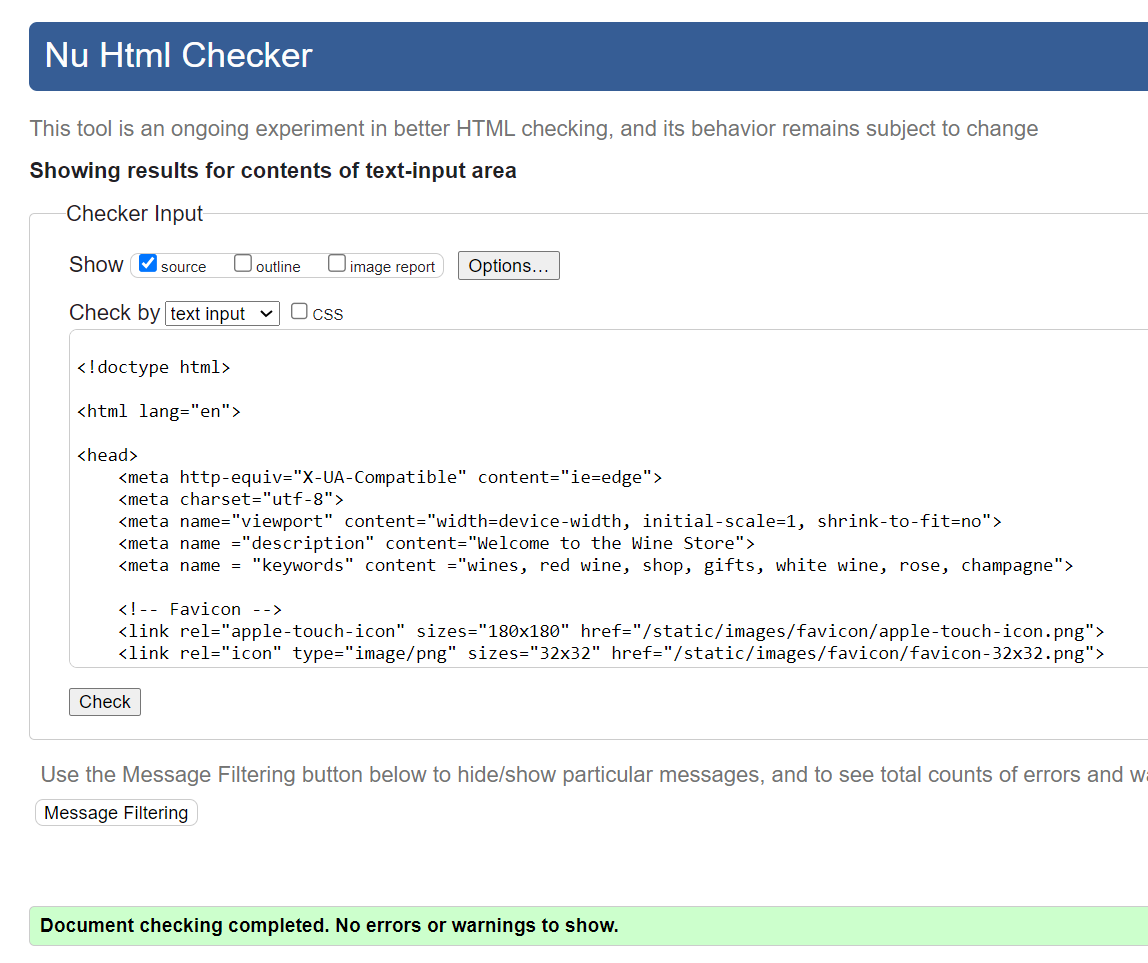 Nu Html Checker
This tool is an ongoing experiment in better HTML checking, and its behavior remains subject to change
Showing results for contents of text-input area
Checker Input
Show source outline image report Options...
Check by text input CSS
<!doctype html>
<html lang="en">
<head>
    <meta http-equiv="X-UA-Compatible" content="ie=edge">
    <meta charset="utf-8">
    <meta name="viewport" content="width=device-width, initial-scale=1, shrink-to-fit=no">
    <meta name ="description" content="Welcome to the Wine Store">
    <meta name = "keywords" content ="wines, red wine, shop, gifts, white wine, rose, champagne">
    <!-- Favicon -->
    <link rel="apple-touch-icon" sizes="180x180" href="/static/images/favicon/apple-touch-icon.png">
    <link rel="icon" type="image/png" sizes="32x32" href="/static/images/favicon/favicon-32x32.png">
Check
Use the Message Filtering button below to hide/show particular messages, and to see total counts of errors and
Message Filtering
Document checking completed. No errors or warnings to show.